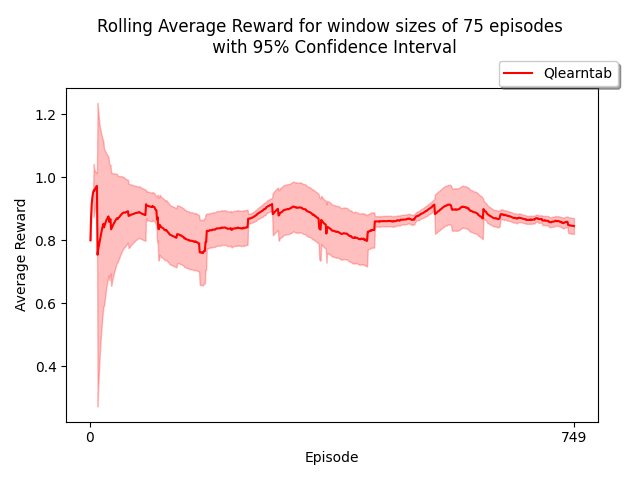 Rolling Average Reward for window sizes of 75 episodes
with 95% Confidence Interval
Qlearntab
1.2
1.0
0.8
0.6
0.4
Average Reward
0
749
Episode